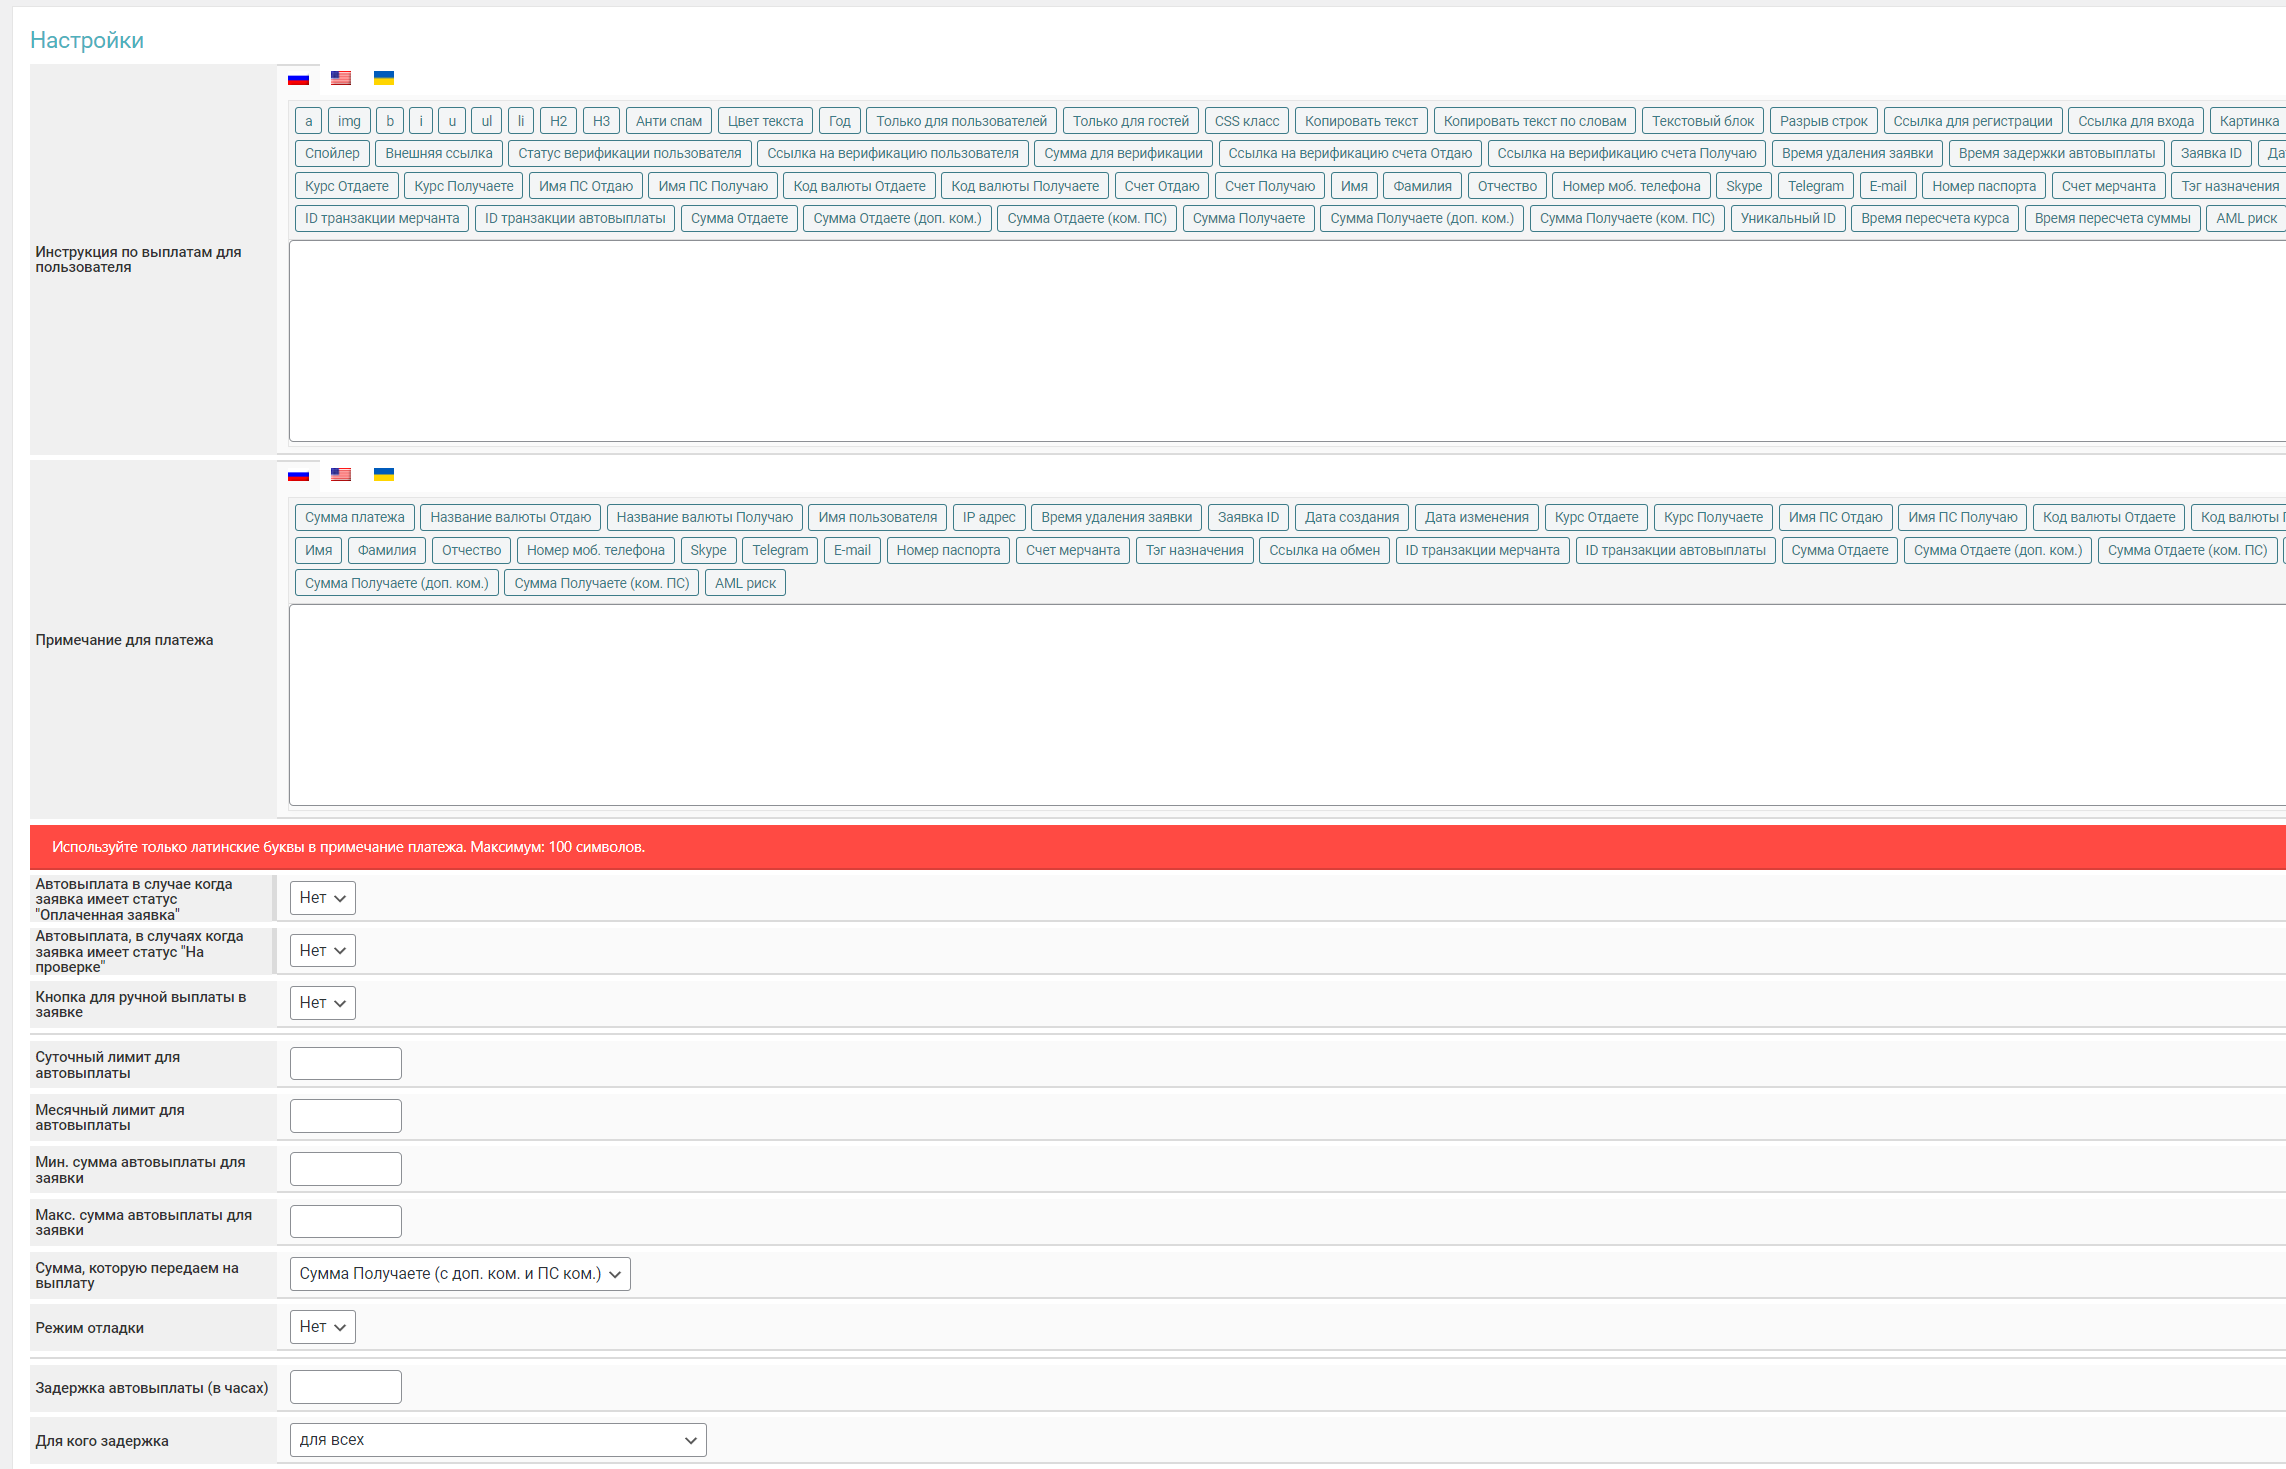 Настройки
Инструкция по выплатам для пользователя
a img b i u ul li H2 H3 Анти спам Цвет текста Год Только для пользователей Только для гостей CSS класс Копировать текст Копировать текст по словам Текстовый блок Разрыв строк Ссылка для регистрации Ссылка для входа Картинка
Спойлер Внешняя ссылка Статус верификации пользователя Ссылка на верификацию пользователя Сумма для верификации Ссылка на верификацию счета Отдаю Ссылка на верификацию счета Получаю Время удаления заявки Время задержки автовыплаты Заявка ID
Курс Отдаете Курс Получаете Имя ПС Отдаю Имя ПС Получаю Код валюты Отдаете Код валюты Получаете Счет Отдаю Счет Получаю Имя Фамилия Отчество Номер моб. телефона Skype Telegram E-mail Номер паспорта Счет мерчанта Тэг назначения
ID транзакции мерчанта ID транзакции автовыплаты Сумма Отдаете Сумма Отдаете (доп. ком.) Сумма Отдаете (ком. ПС) Сумма Получаете Сумма Получаете (доп. ком.) Сумма Получаете (ком. ПС) Уникальный ID Время пересчета курса Время пересчета суммы AML риск
Примечание для платежа
Сумма платежа Название валюты Отдаю Название валюты Получаю Имя пользователя IP адрес Время удаления заявки Заявка ID Дата создания Дата изменения Курс Отдаете Курс Получаете Имя ПС Отдаю Имя ПС Получаю Код валюты Отдаете Код валюты
Имя Фамилия Отчество Номер моб. телефона Skype Telegram E-mail Номер паспорта Счет мерчанта Тэг назначения Ссылка на обмен ID транзакции мерчанта ID транзакции автовыплаты Сумма Отдаете Сумма Отдаете (доп. ком.) Сумма Отдаете (ком. ПС)
Сумма Получаете (доп. ком.) Сумма Получаете (ком. ПС) AML риск
Используйте только латинские буквы в примечание платежа. Максимум: 100 символов.
Автовыплата в случае когда
заявка имеет статус
"Оплаченная заявка"
Нет
Автовыплата, в случаях когда
заявка имеет статус "На
проверке"
Нет
Кнопка для ручной выплаты в
заявке
Нет
Суточный лимит для
автовыплаты
Месячный лимит для
автовыплаты
Мин. сумма автовыплаты для
заявки
Макс. сумма автовыплаты для
заявки
Сумма, которую передаем на
выплату
Сумма Получаете (с доп. ком. и ПС ком.)
Режим отладки
Нет
Задержка автовыплаты (в часах)
Для кого задержка
для всех